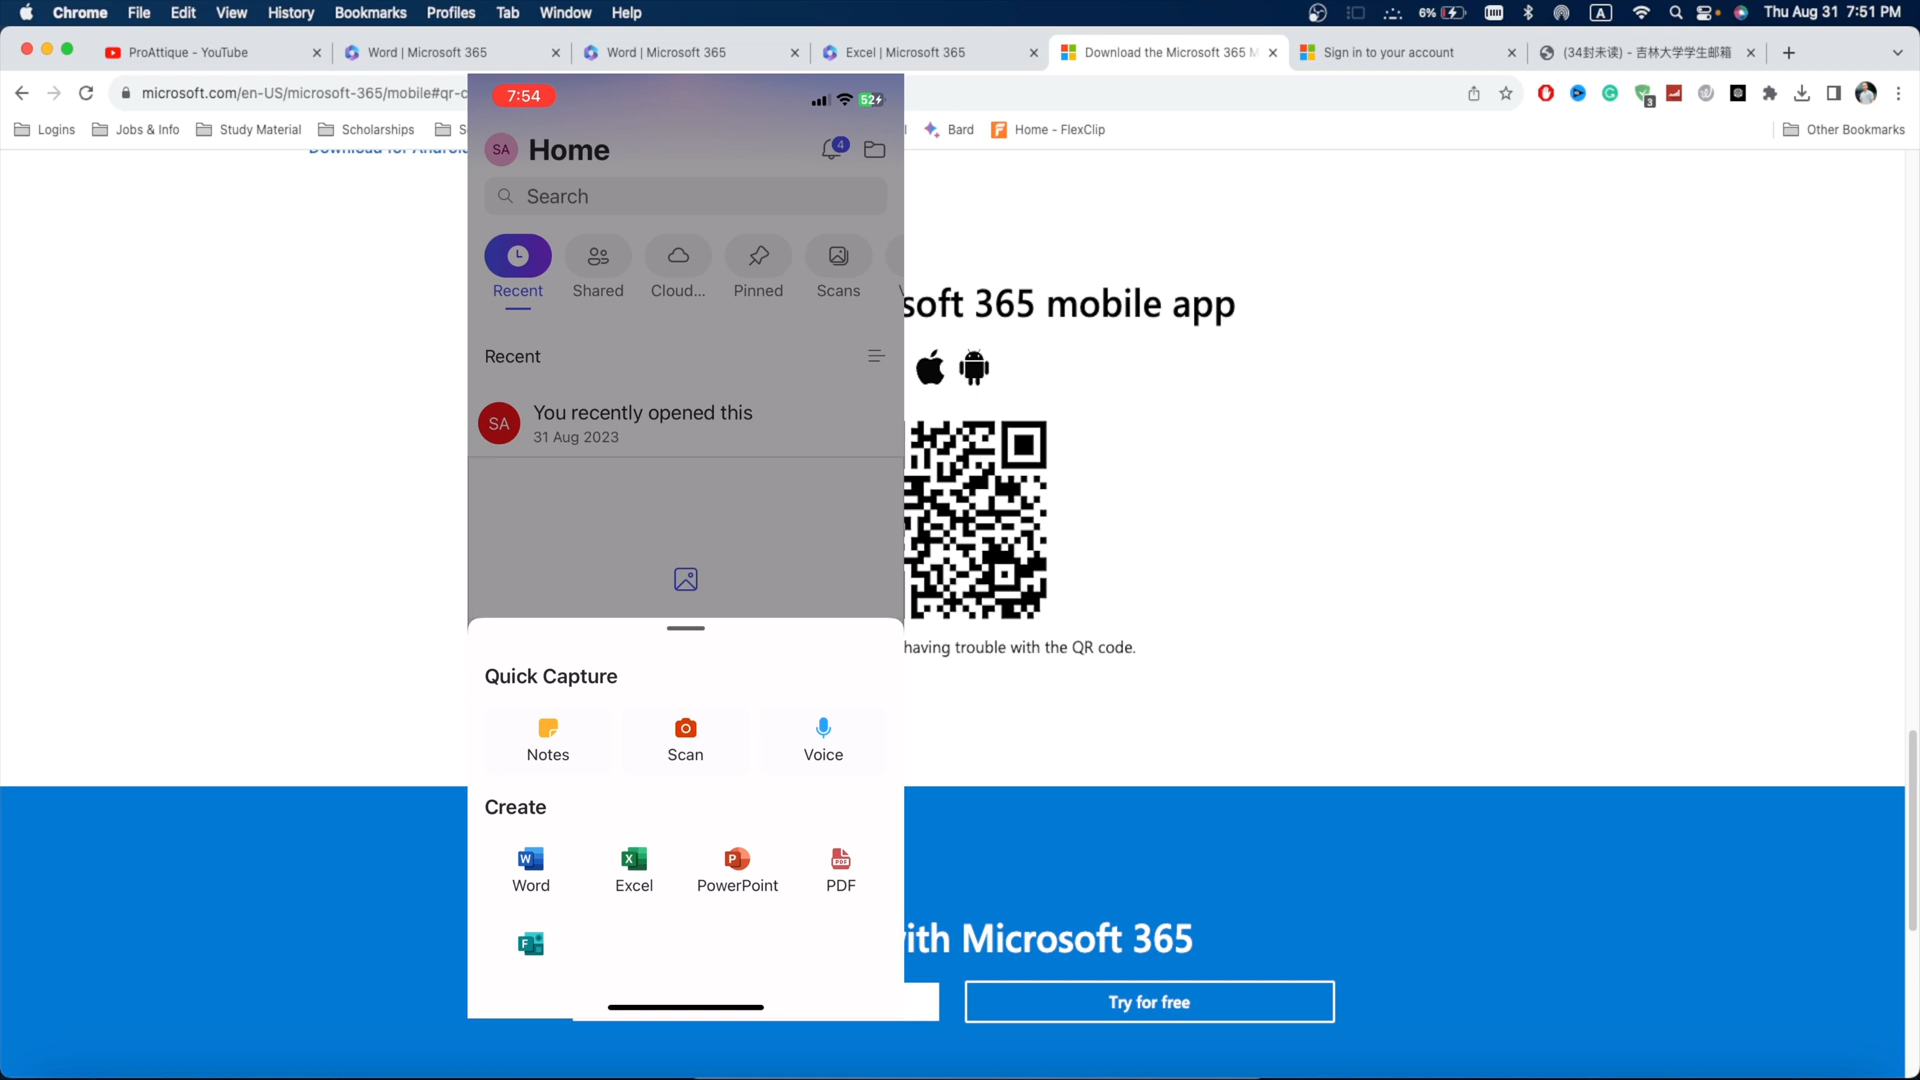 Chrome File Edit View History Bookmarks Profiles Tab Window Help
6% A Thu Aug 31 7:51 PM
ProAttique - YouTube
Word | Microsoft 365
Word | Microsoft 365
Excel | Microsoft 365
Download the Microsoft 365 M
Sign in to your account
(34封未读) - 吉林大学学生邮箱
microsoft.com/en-US/microsoft-365/mobile#qr-c
3
Logins
Jobs & Info
Study Material
Scholarships
Bard
Home - FlexClip
Other Bookmarks
7:54
52
SA Home 4
Search
Recent
Shared
Cloud...
Pinned
Scans
Recent
SA
You recently opened this
31 Aug 2023
Quick Capture
Notes
Scan
Voice
Create
Word
Excel
PowerPoint
PDF
soft 365 mobile app
having trouble with the QR code.
ith Microsoft 365
Try for free